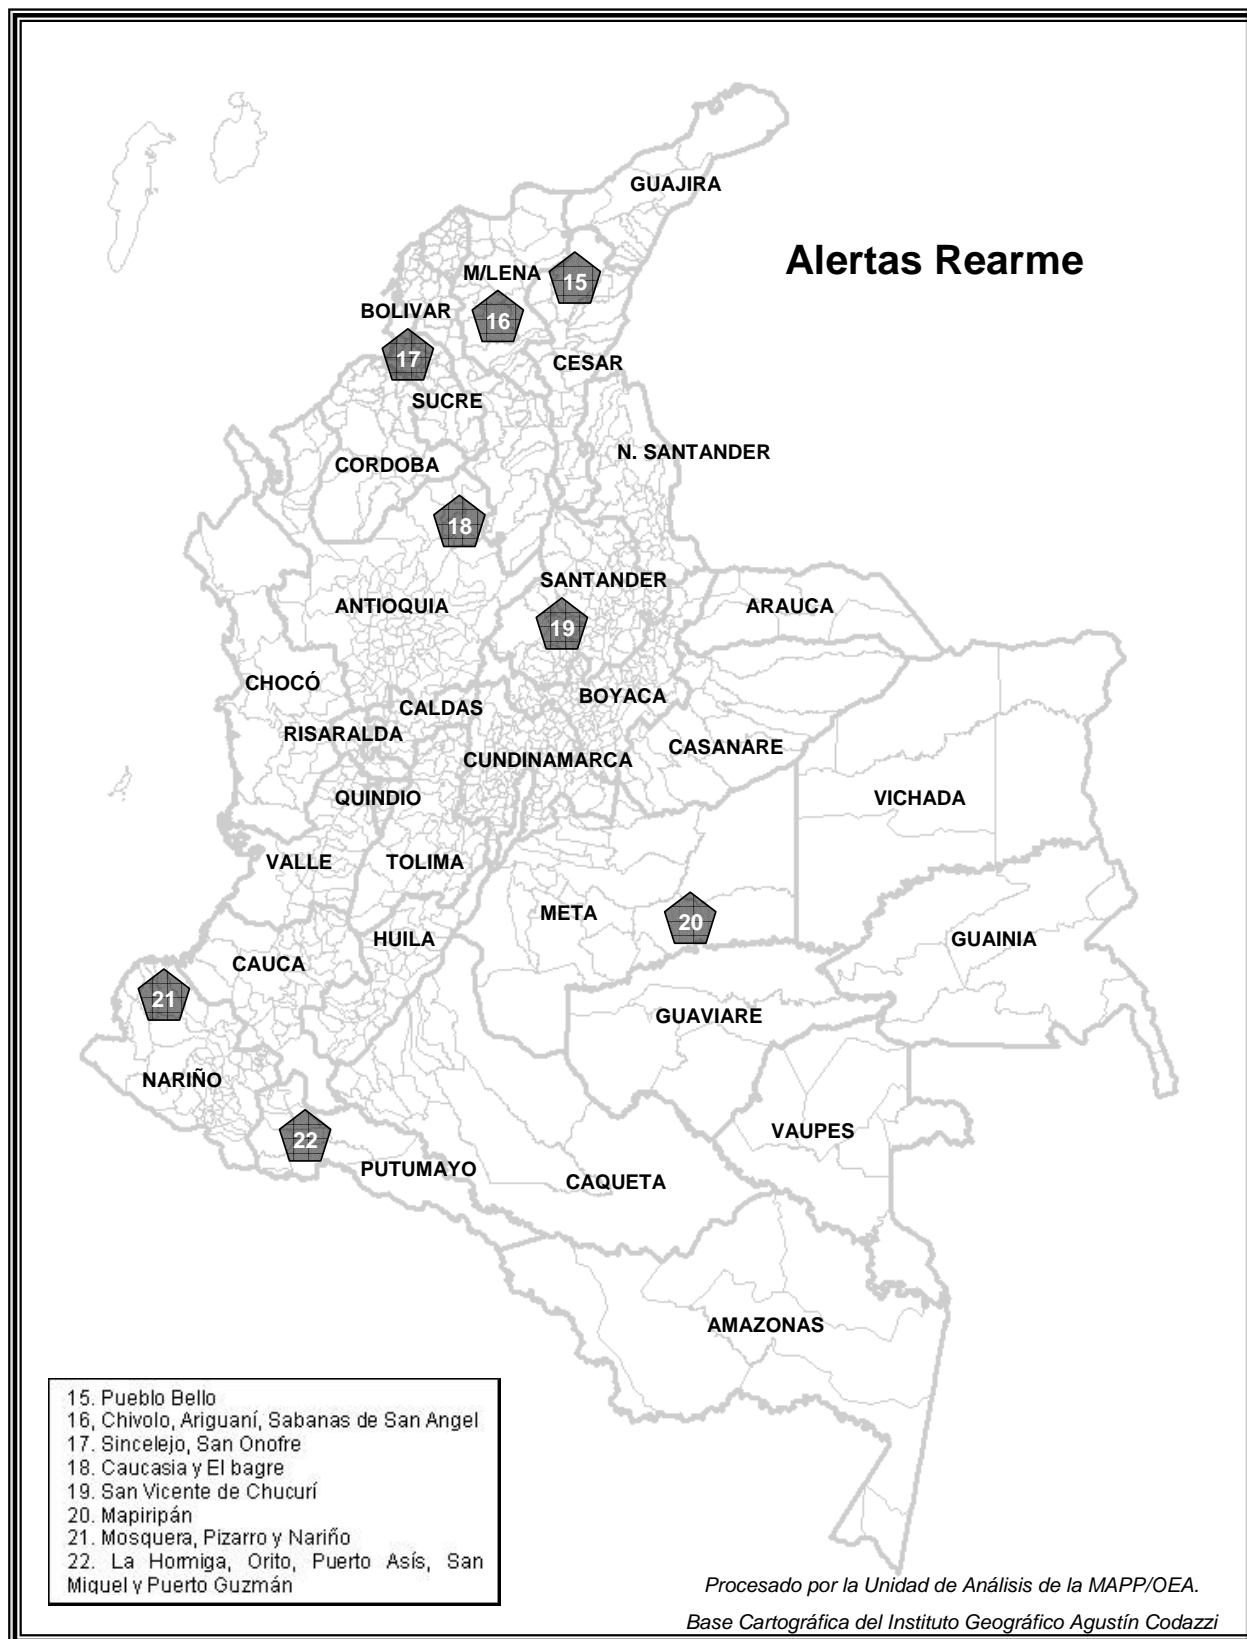 GUAJIRA
Alertas Rearme
M/LENA
15
BOLIVAR
16
17
CESAR
SUCRE
N. SANTANDER
CORDOBA
18
SANTANDER
ANTIOQUIA
ARAUCA
19
CHOCÓ
BOYACA
CALDAS
RISARALDA
CASANARE
CUNDINAMARCA
QUINDIO
VICHADA
VALLE
TOLIMA
META
20
HUILA
GUAINIA
CAUCA
21
GUAVIARE
NARIÑO
VAUPES
22
PUTUMAYO
CAQUETA
AMAZONAS
15. Pueblo Bello
16, Chivolo, Ariguaní, Sabanas de San Angel
17. Sincelejo, San Onofre
18. Caucasia y El bagre
19. San Vicente de Chucurí
20. Mapiripán
21. Mosquera, Pizarro y Nariño
22. La Hormiga, Orito, Puerto Asís, San
Miguel y Puerto Guzmán
Procesado por la Unidad de Análisis de la MAPP/OEA.
Base Cartográfica del Instituto Geográfico Agustín Codazzi